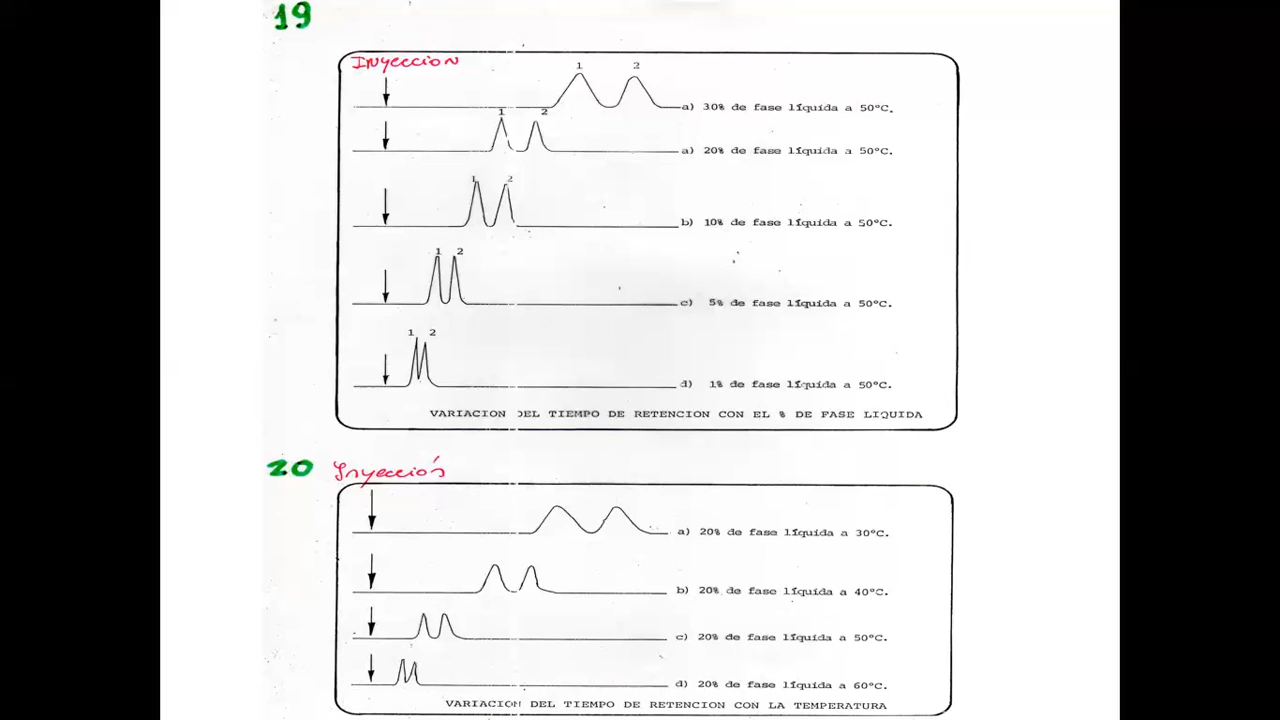 19
Inyeccion
1 2
a) 30% de fase líquida a 50°C.
1 2
a) 20% de fase líquida a 50°C.
1 2
b) 10% de fase líquida a 50°C.
1 2
c) 5% de fase líquida a 50°C.
1 2
d) 1% de fase líquida a 50°C.
VARIACION DEL TIEMPO DE RETENCION CON EL % DE FASE LIQUIDA
20 Inyección
a) 20% de fase líquida a 30°C.
b) 20% de fase líquida a 40°C.
c) 20% de fase líquida a 50°C.
d) 20% de fase líquida a 60°C.
VARIACION DEL TIEMPO DE RETENCION CON LA TEMPERATURA